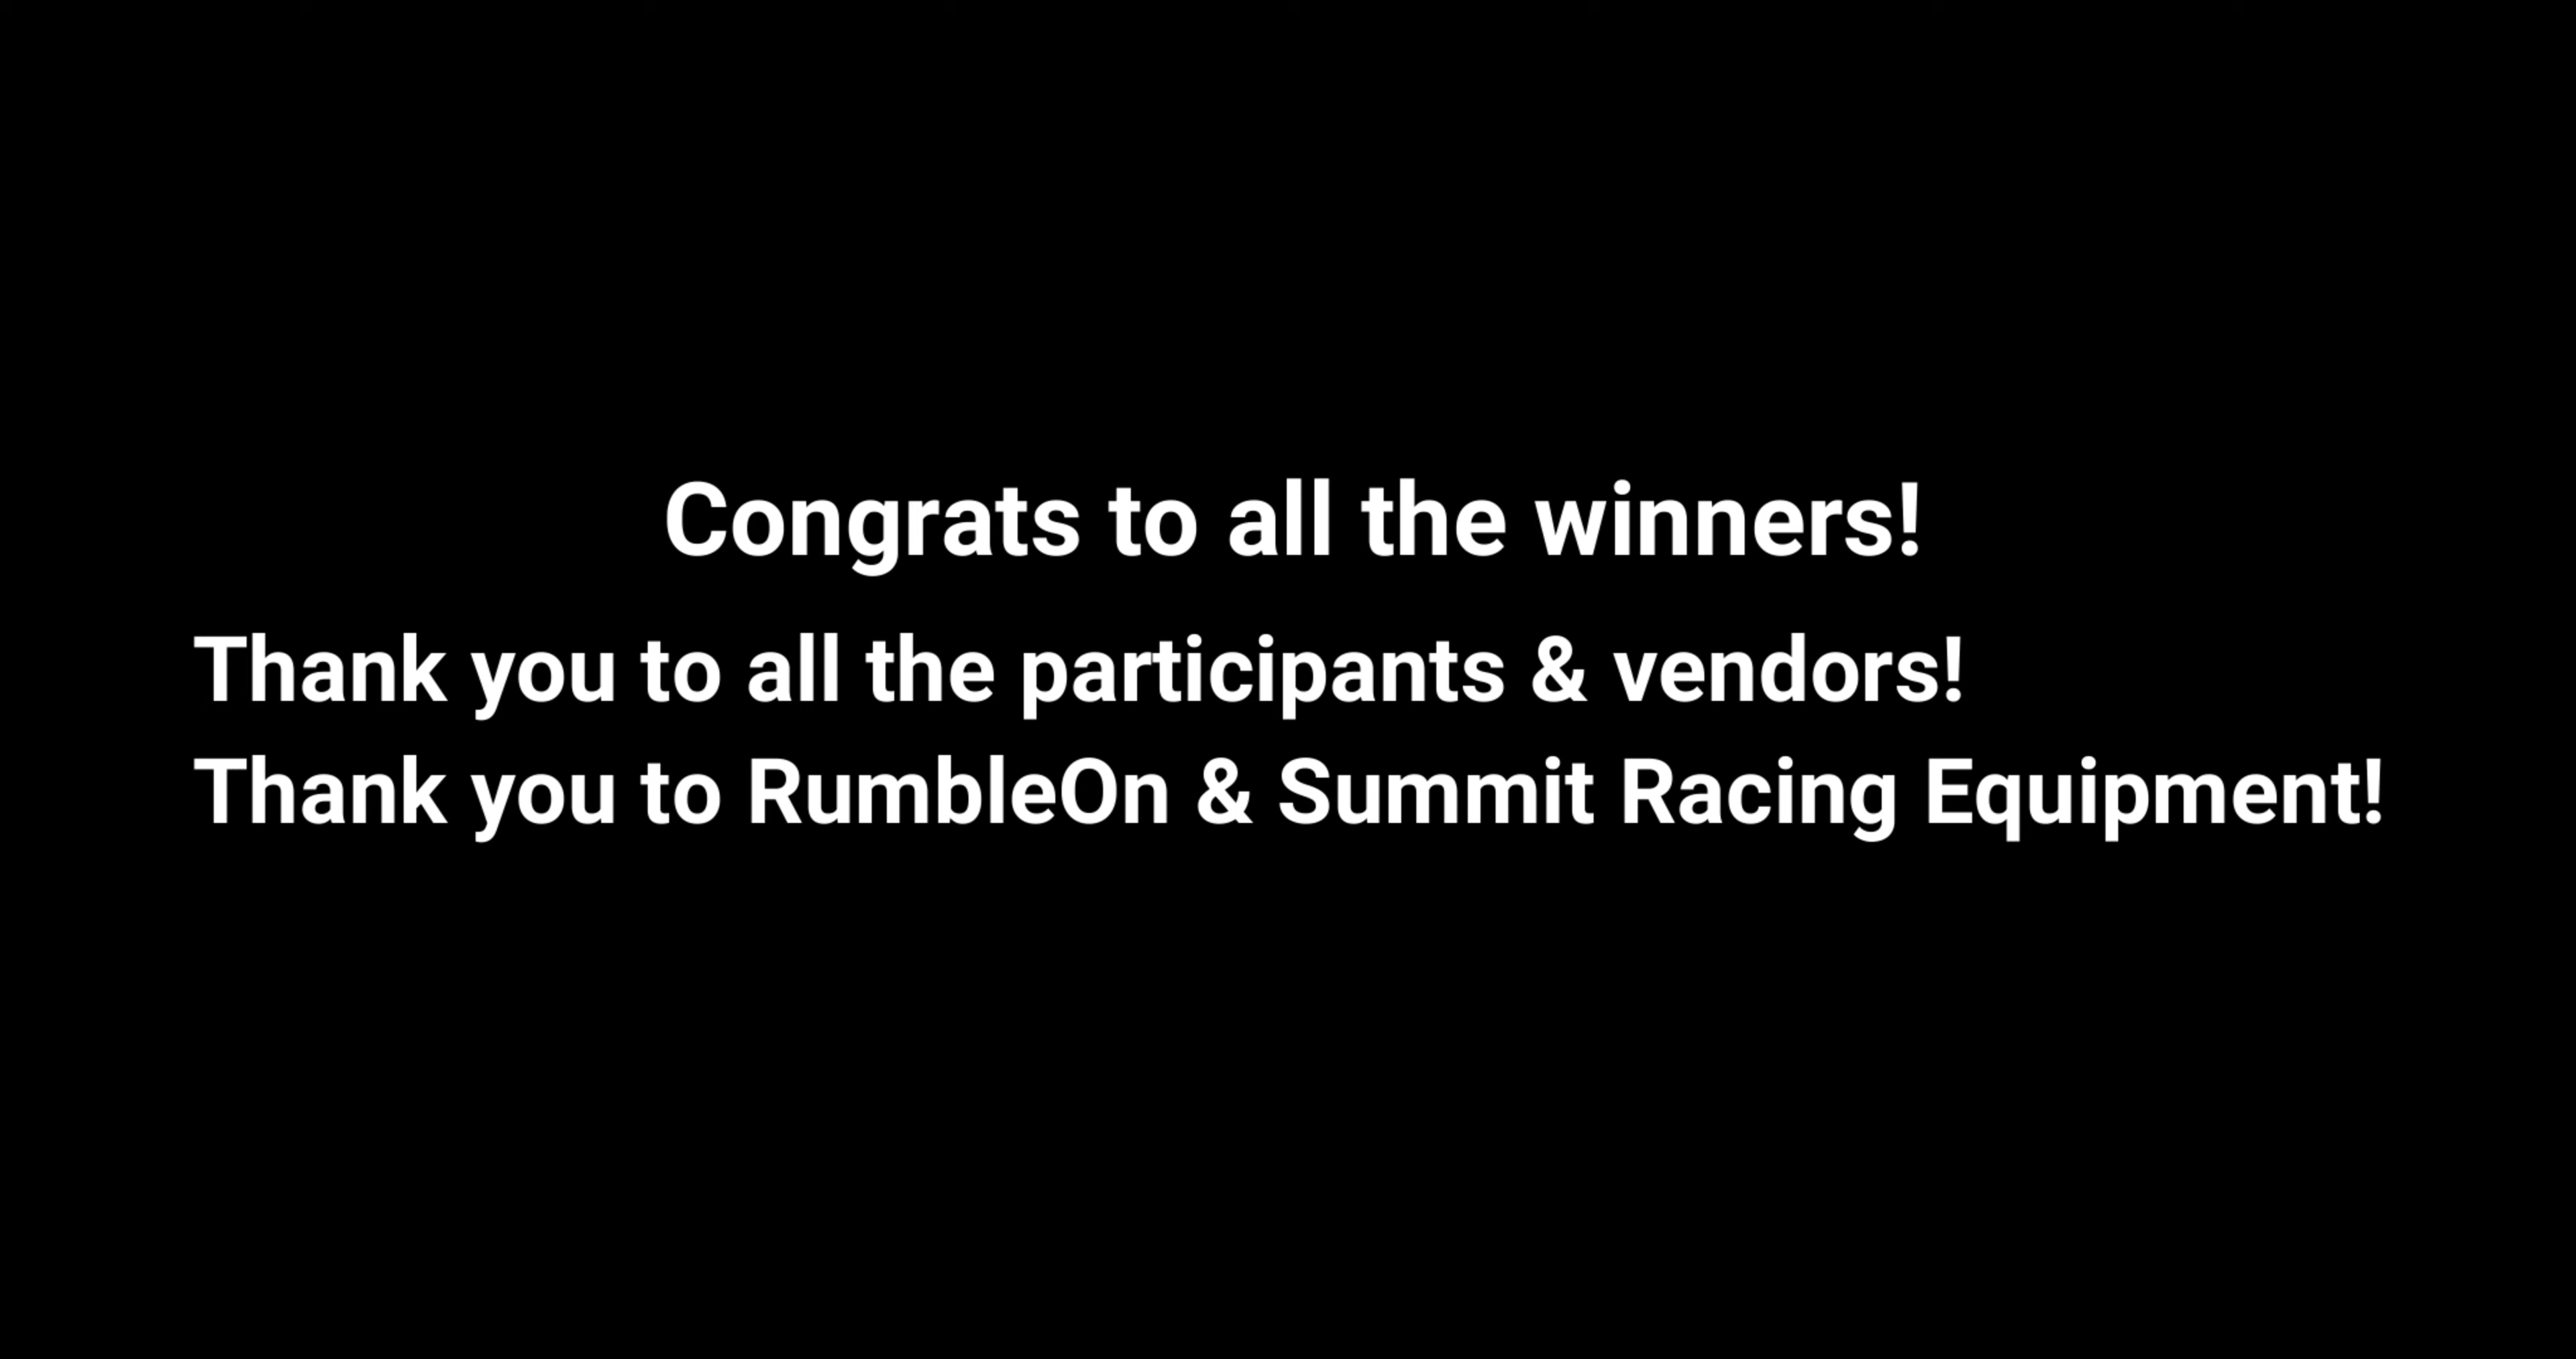 Congrats to all the winners!
Thank you to all the participants & vendors!
Thank you to RumbleOn & Summit Racing Equipment!